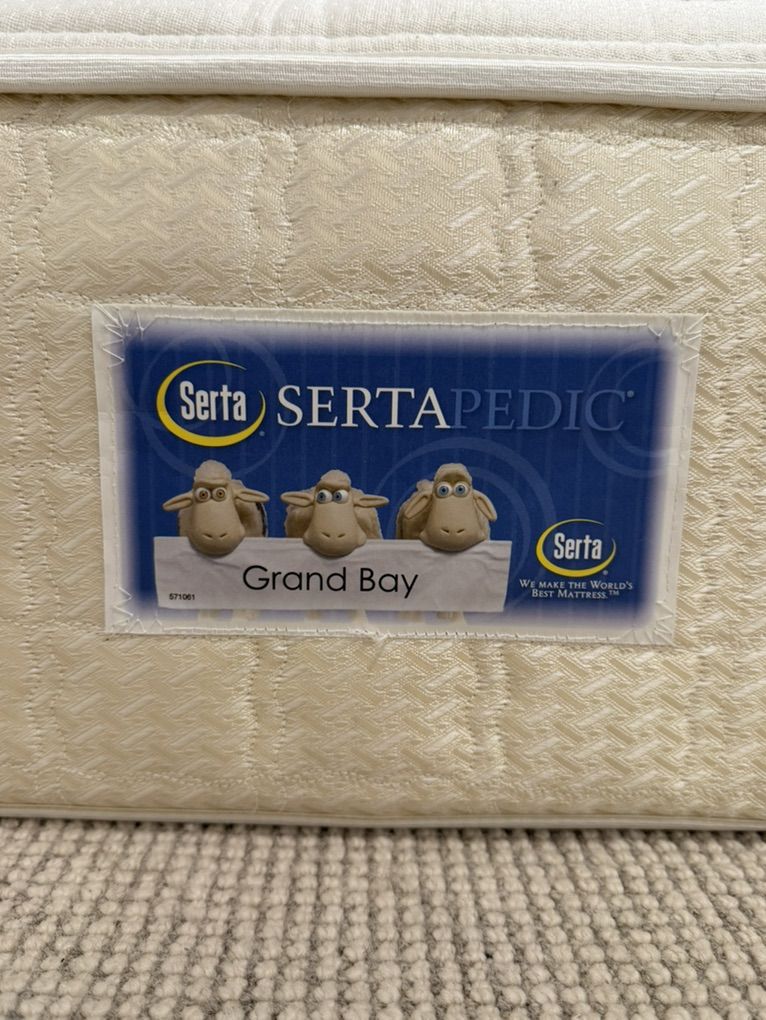 Serta® SERTAPEDIC®
Grand Bay
571061
Serta®
WE MAKE THE WORLD'S
BEST MATTRESS.™